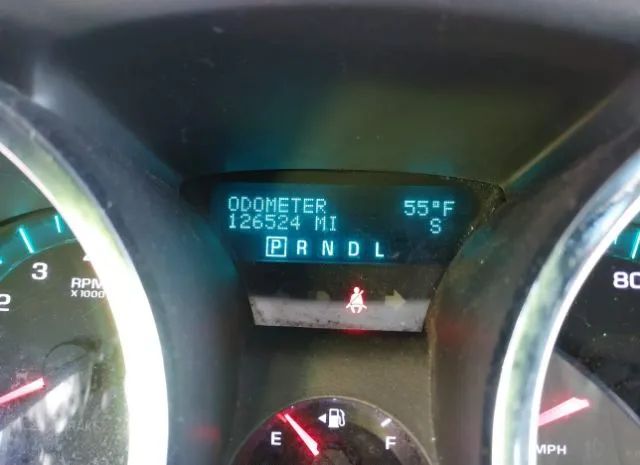 ODOMETER 55°F
126524 MI S
P R N D L
2 3
RPM
X1000
80
E F
MPH